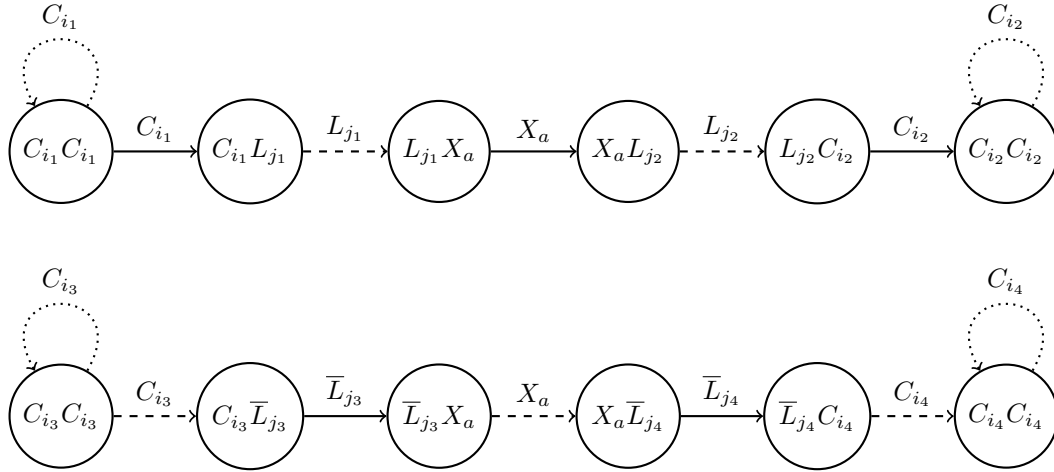 $C_{i_1}$ $C_{i_2}$
$C_{i_1}$ $L_{j_1}$ $X_a$ $L_{j_2}$ $C_{i_2}$
$C_{i_1}C_{i_1}$ $C_{i_1}L_{j_1}$ $L_{j_1}X_a$ $X_aL_{j_2}$ $L_{j_2}C_{i_2}$ $C_{i_2}C_{i_2}$
$C_{i_3}$ $C_{i_4}$
$C_{i_3}$ $\overline{L}_{j_3}$ $X_a$ $\overline{L}_{j_4}$ $C_{i_4}$
$C_{i_3}C_{i_3}$ $C_{i_3}\overline{L}_{j_3}$ $\overline{L}_{j_3}X_a$ $X_a\overline{L}_{j_4}$ $\overline{L}_{j_4}C_{i_4}$ $C_{i_4}C_{i_4}$